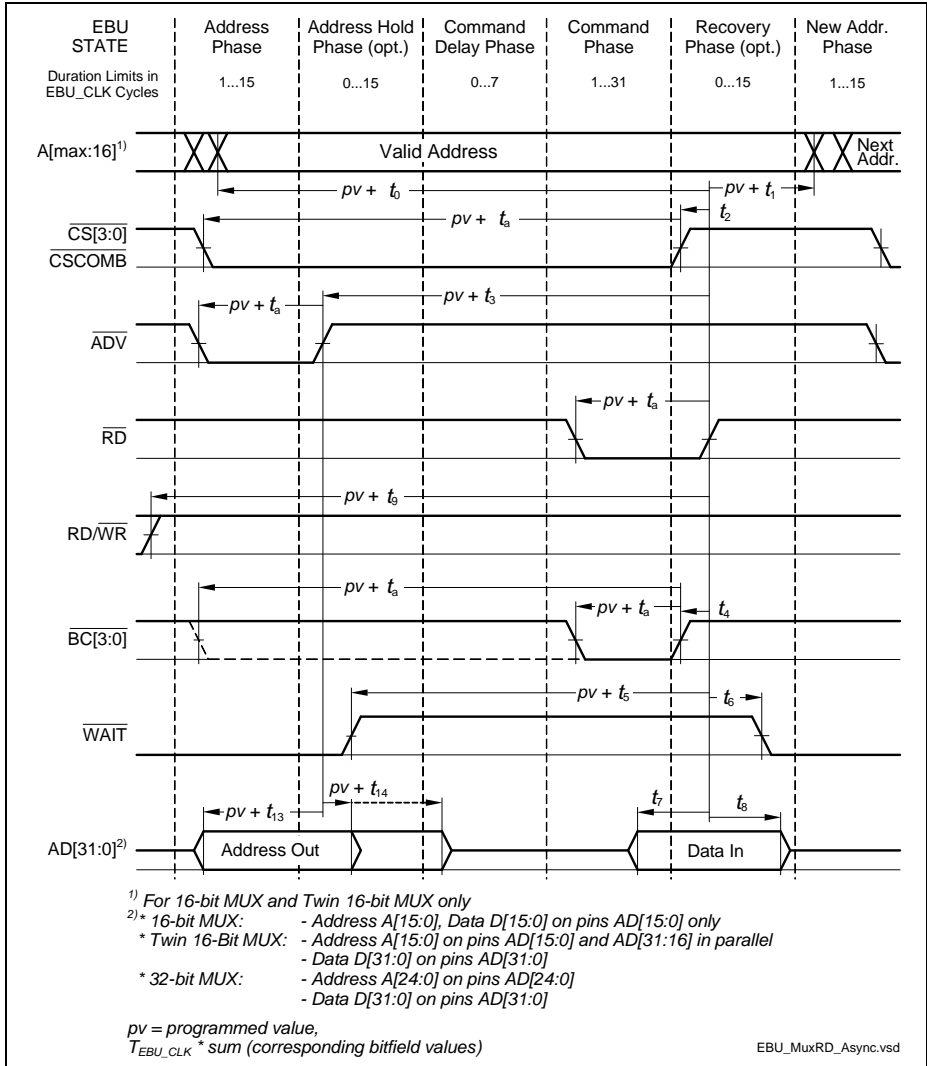 EBU STATE
Address Phase
Address Hold Phase (opt.)
Command Delay Phase
Command Phase
Recovery Phase (opt.)
New Addr. Phase
Duration Limits in EBU_CLK Cycles
1...15
0...15
0...7
1...31
0...15
1...15
A[max:16]1)
Valid Address
Next Addr.
pv + t0
pv + t1
CS[3:0]
CSCOMB
pv + ta
t2
ADV
pv + ta
pv + t3
RD
pv + ta
RD/WR
pv + t9
BC[3:0]
pv + ta
pv + ta
t4
WAIT
pv + t5
t6
pv + t13
pv + t14
t7
t8
AD[31:0]2)
Address Out
Data In
1) For 16-bit MUX and Twin 16-bit MUX only
2)* 16-bit MUX: - Address A[15:0], Data D[15:0] on pins AD[15:0] only
* Twin 16-Bit MUX: - Address A[15:0] on pins AD[15:0] and AD[31:16] in parallel
- Data D[31:0] on pins AD[31:0]
* 32-bit MUX: - Address A[24:0] on pins AD[24:0]
- Data D[31:0] on pins AD[31:0]
pv = programmed value,
TEBU_CLK * sum (corresponding bitfield values)
EBU_MuxRD_Async.vsd